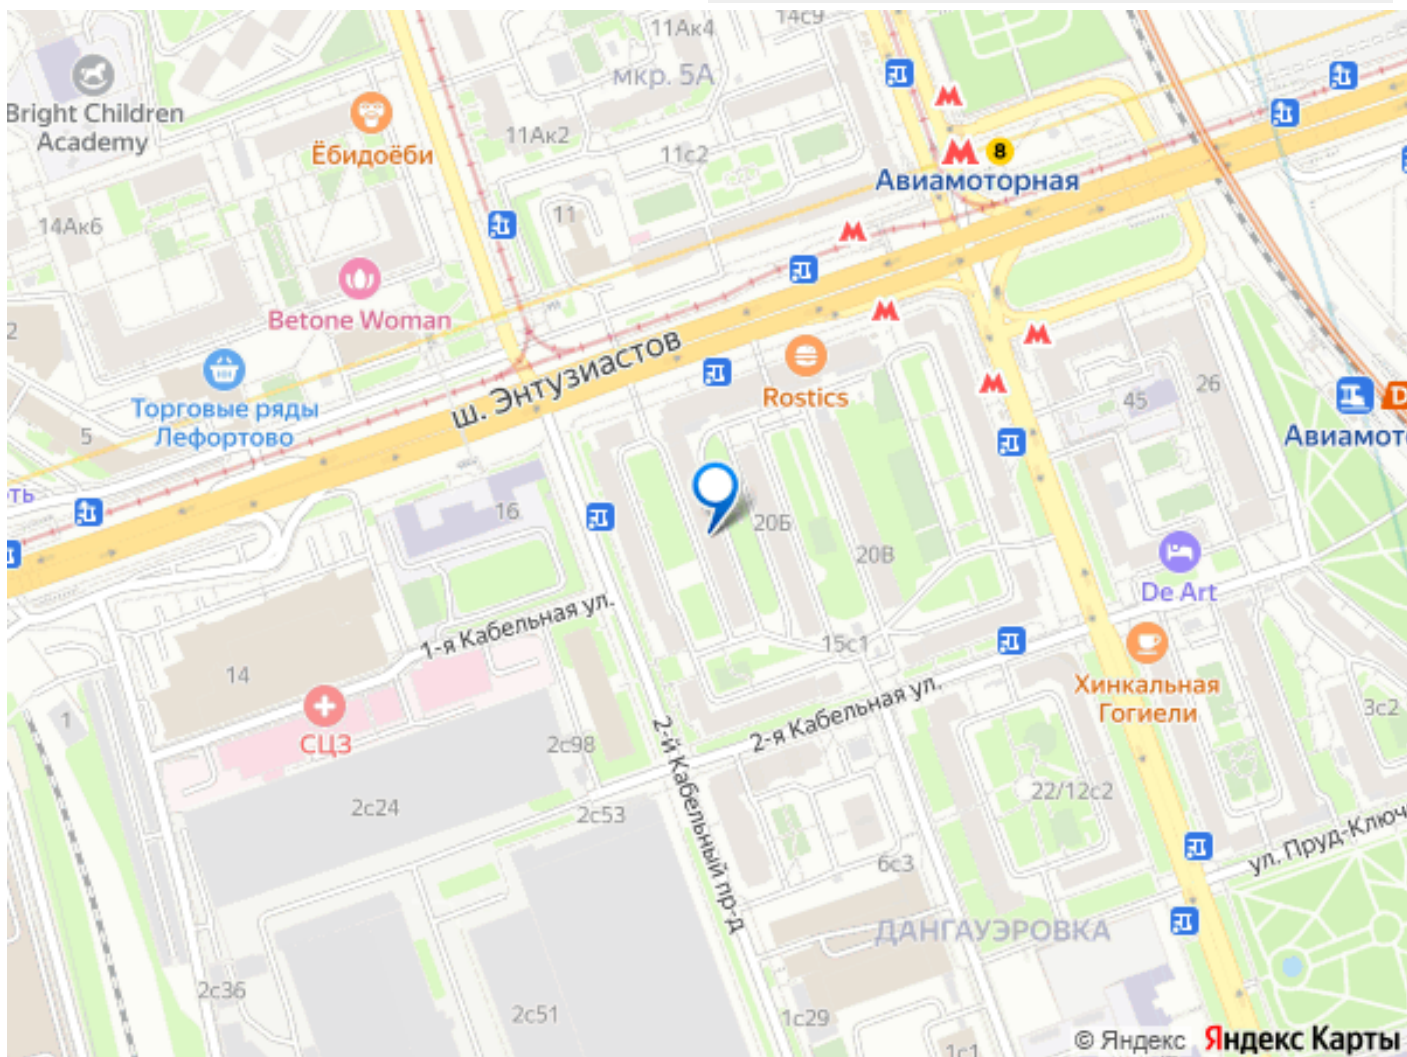 14с9
11Ак4
мкр. 5А
Bright Children
Academy
Ёбидоёби
11Ак2
11с2
8
Авиамоторная
14Ак6
11
Betone Woman
2
ш. Энтузиастов
Rostics
26
45
Торговые ряды
Лефортово
5
D
Авиамот
ть
16
20Б
20В
De Art
1-я Кабельная ул.
15с1
14
Хинкальная
Гогиели
2-я Кабельная ул.
3с2
1
СЦЗ
2с98
2-й Кабельный пр-д
22/12с2
2с24
2с53
ул. Пруд-Ключ
6с3
ДАНГАУЭРОВКА
2с36
2с51
1с29
1с1
© Яндекс Яндекс Карты